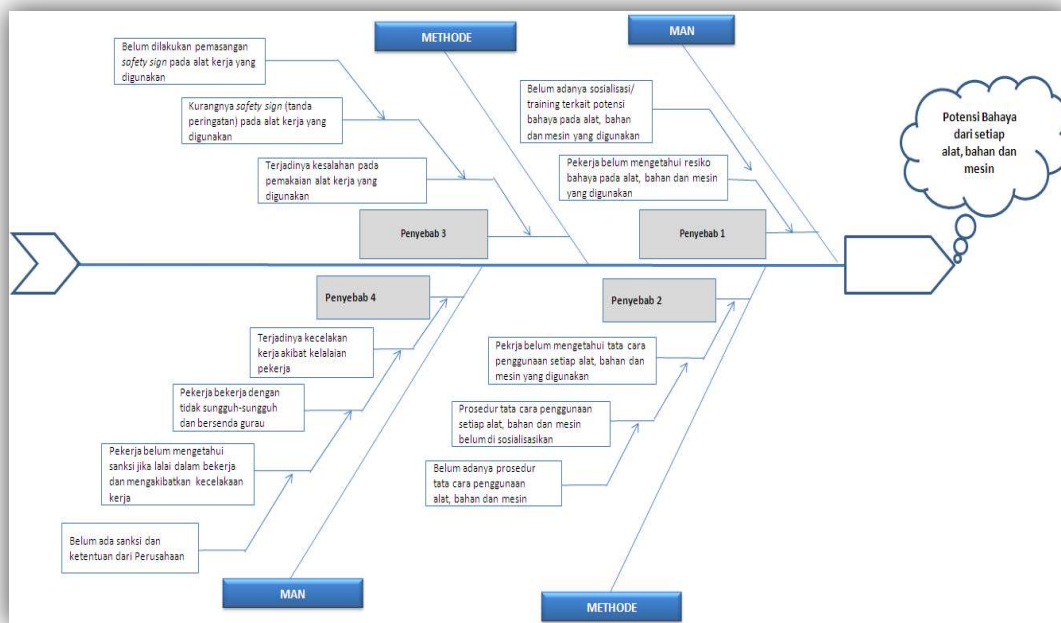 METHODE
MAN
Belum dilakukan pemasangan
safety sign pada alat kerja yang
digunakan
Kurangnya safety sign (tanda
peringatan) pada alat kerja yang
digunakan
Terjadinya kesalahan pada
pemakaian alat kerja yang
digunakan
Penyebab 3
Belum adanya sosialisasi/
training terkait potensi
bahaya pada alat, bahan
dan mesin yang digunakan
Pekerja belum mengetahui resiko
bahaya pada alat, bahan dan mesin
yang digunakan
Penyebab 1
Potensi Bahaya
dari setiap
alat, bahan dan
mesin
Penyebab 4
Terjadinya kecelakan
kerja akibat kelalaian
pekerja
Pekerja bekerja dengan
tidak sungguh-sungguh
dan bersenda gurau
Pekerja belum mengetahui
sanksi jika lalai dalam bekerja
dan mengakibatkan kecelakaan
kerja
Belum ada sanksi dan
ketentuan dari Perusahaan
MAN
Penyebab 2
Pekrja belum mengetahui tata cara
penggunaan setiap alat, bahan dan
mesin yang digunakan
Prosedur tata cara penggunaan
setiap alat, bahan dan mesin
belum di sosialisasikan
Belum adanya prosedur
tata cara penggunaan
alat, bahan dan mesin
METHODE